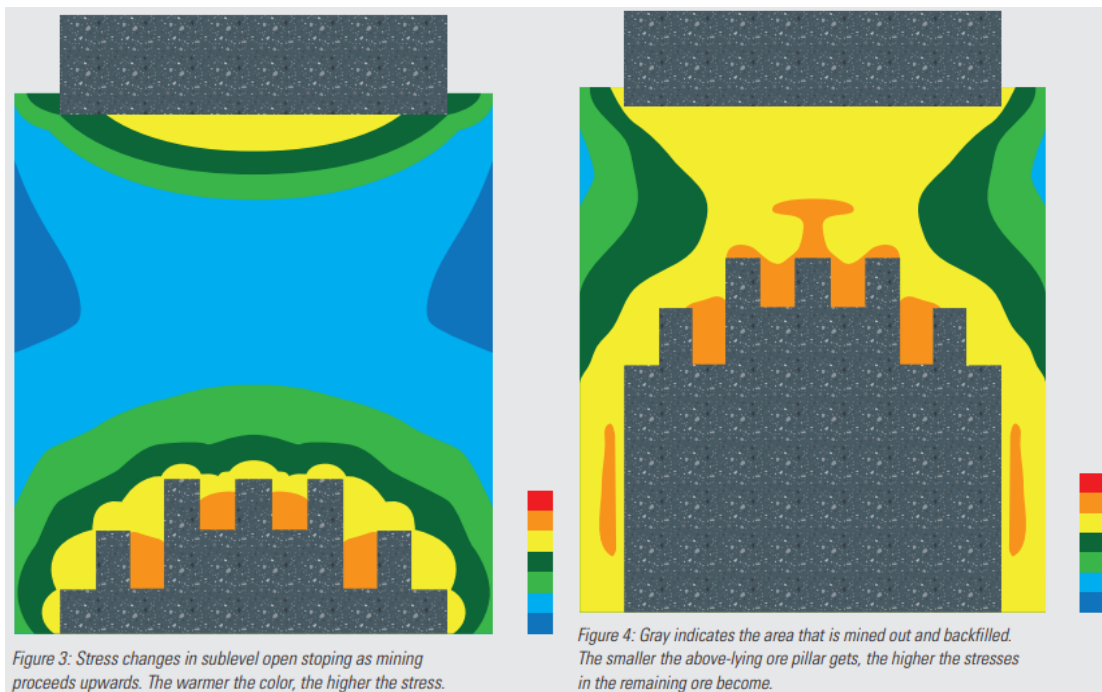 Figure 3: Stress changes in sublevel open stoping as mining
proceeds upwards. The warmer the color, the higher the stress.
Figure 4: Gray indicates the area that is mined out and backfilled.
The smaller the above-lying ore pillar gets, the higher the stresses
in the remaining ore become.